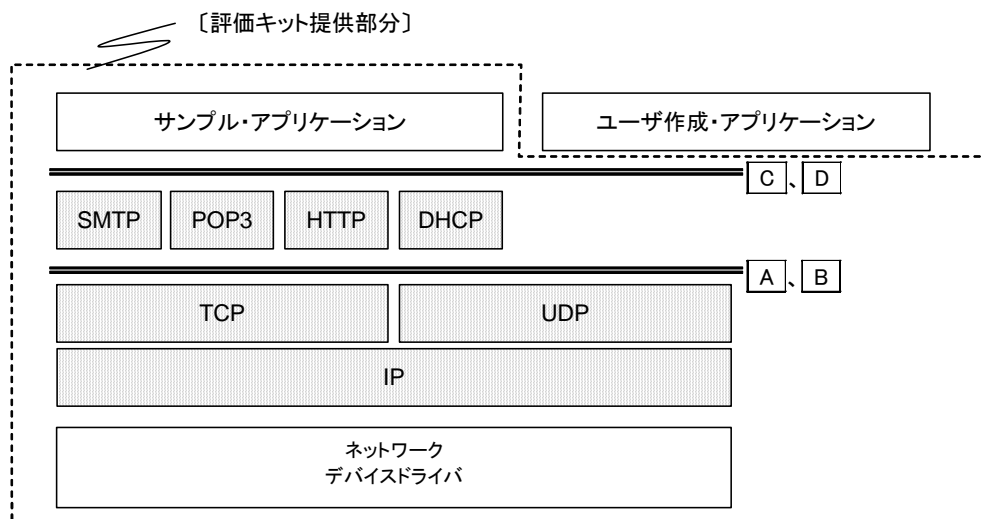 〔評価キット提供部分〕
サンプル・アプリケーション
ユーザ作成・アプリケーション
C、D
SMTP POP3 HTTP DHCP
A、B
TCP UDP
IP
ネットワーク
デバイスドライバ